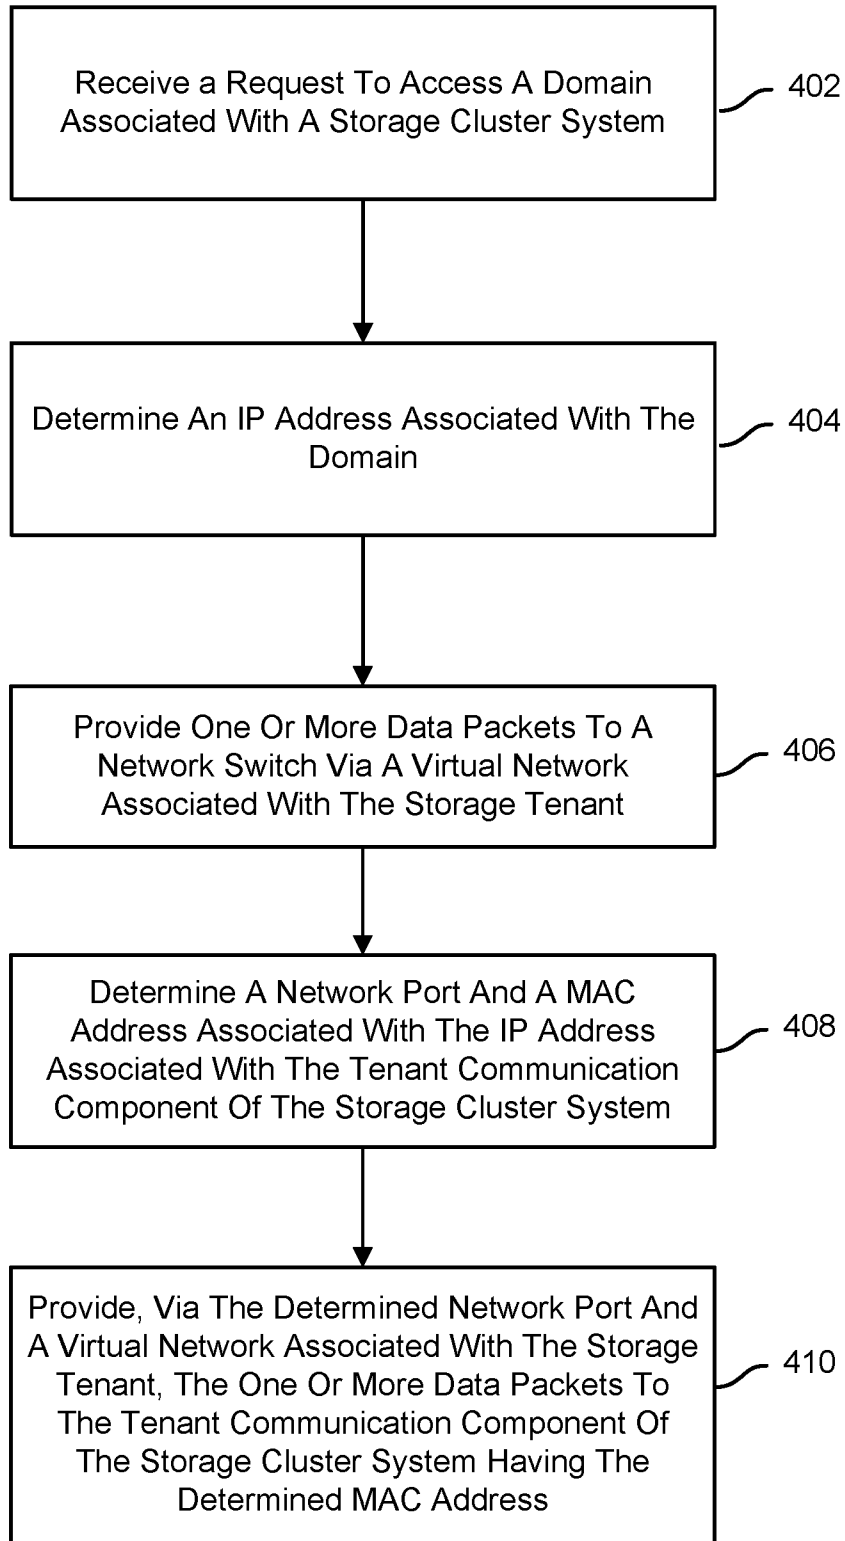 Receive a Request To Access A Domain
Associated With A Storage Cluster System
402
Determine An IP Address Associated With The
Domain
404
Provide One Or More Data Packets To A
Network Switch Via A Virtual Network
Associated With The Storage Tenant
406
Determine A Network Port And A MAC
Address Associated With The IP Address
Associated With The Tenant Communication
Component Of The Storage Cluster System
408
Provide, Via The Determined Network Port And
A Virtual Network Associated With The Storage
Tenant, The One Or More Data Packets To
The Tenant Communication Component Of
The Storage Cluster System Having The
Determined MAC Address
410